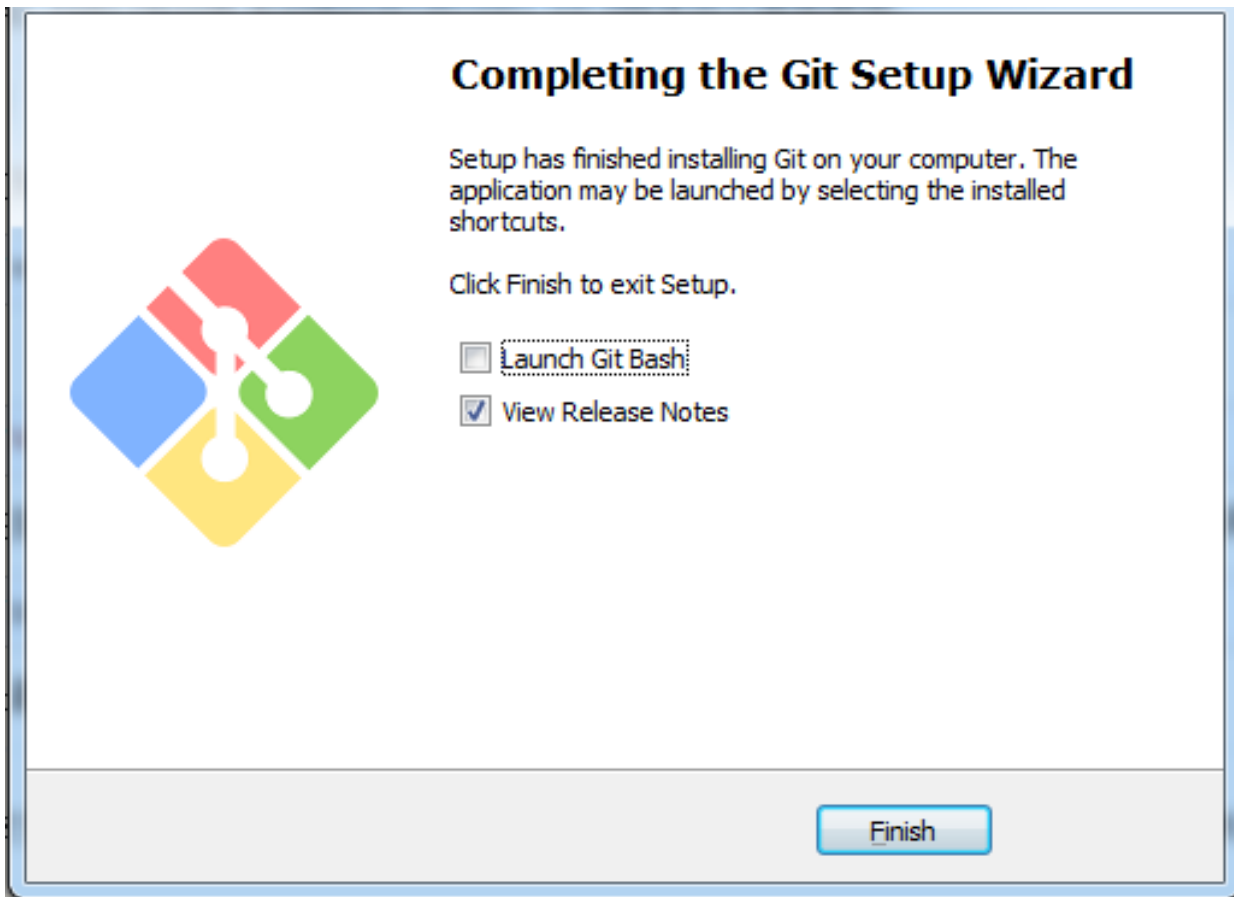 Completing the Git Setup Wizard
Setup has finished installing Git on your computer. The
application may be launched by selecting the installed
shortcuts.
Click Finish to exit Setup.
Launch Git Bash
View Release Notes
Finish